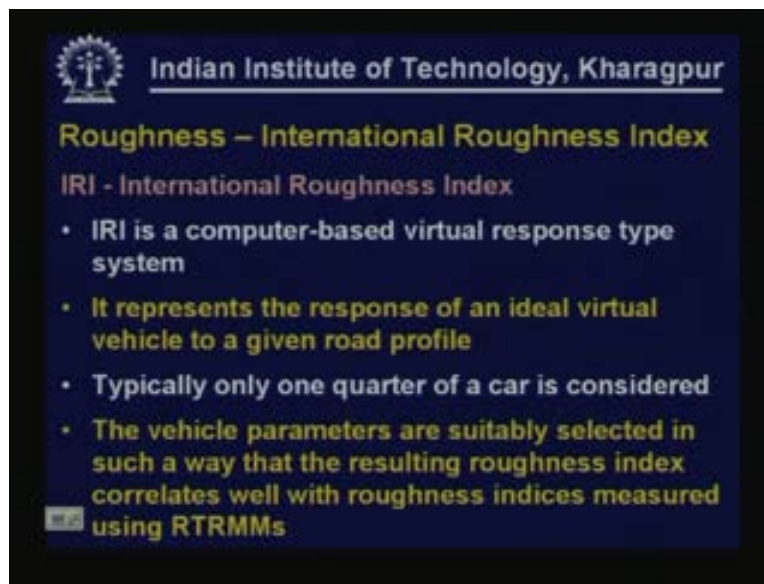 Indian Institute of Technology, Kharagpur
Roughness – International Roughness Index
IRI - International Roughness Index
• IRI is a computer-based virtual response type
system
• It represents the response of an ideal virtual
vehicle to a given road profile
• Typically only one quarter of a car is considered
• The vehicle parameters are suitably selected in
such a way that the resulting roughness index
correlates well with roughness indices measured
using RTRMMs